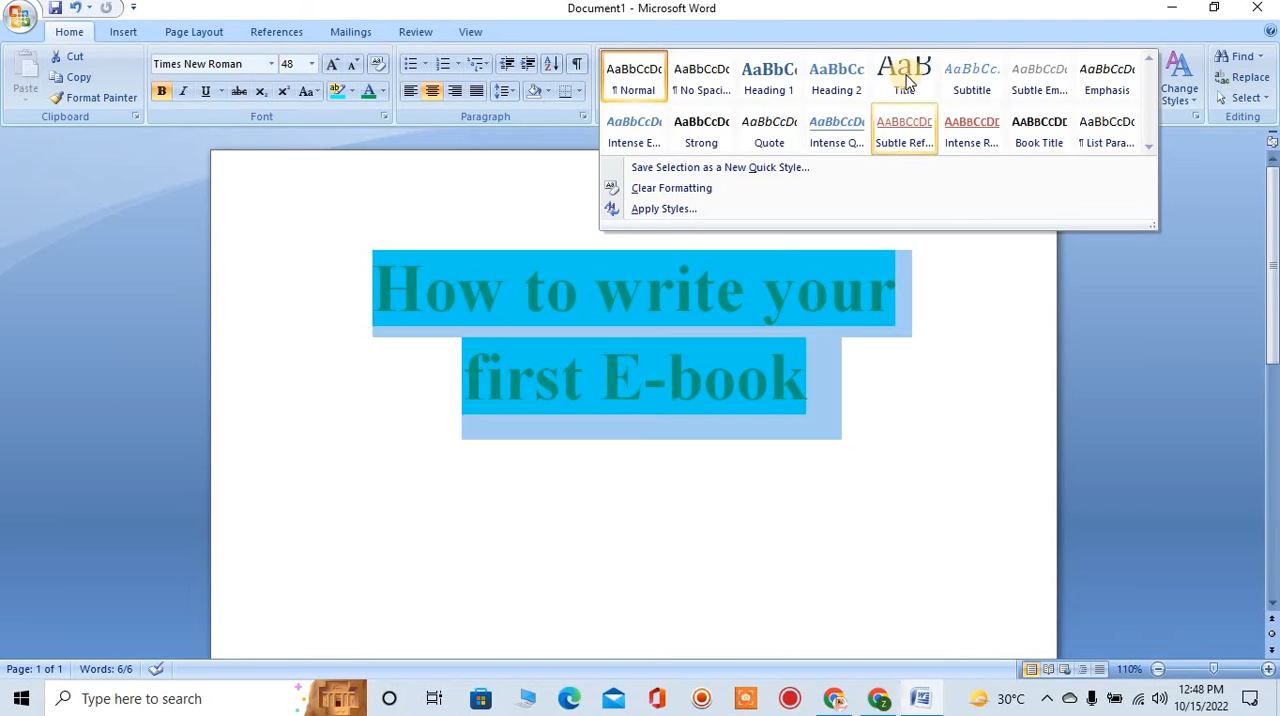 Document1 - Microsoft Word
Home Insert Page Layout References Mailings Review View
Paste
Cut
Copy
Format Painter
Clipboard
Times New Roman 48
B I U abc X₂ X² Aa
Font
Paragraph
AaBbCcDc AaBbCcDc AaBbC AaBbCc AaB AaBbCc. AaBbCcDc AaBbCcDc
¶ Normal ¶ No Spaci... Heading 1 Heading 2 Title Subtitle Subtle Em... Emphasis
AaBbCcDc AaBbCcDc AaBbCcDc AaBbCcDc AABBCCDC AABBCCDC AABBCCDC AaBbCcDc
Intense E... Strong Quote Intense Q... Subtle Ref... Intense R... Book Title ¶ List Para...
Save Selection as a New Quick Style...
Clear Formatting
Apply Styles...
Change
Styles
Find
Replace
Select
Editing
How to write your
first E-book
Page: 1 of 1 Words: 6/6
110%
Type here to search
30°C
12:48 PM
10/15/2022